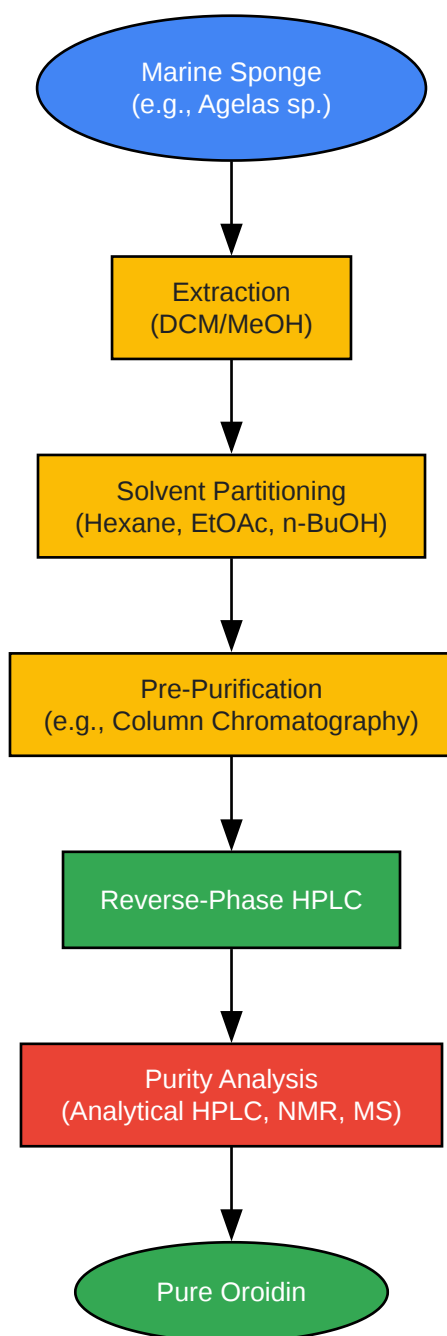 Marine Sponge
(e.g., Agelas sp.)
Extraction
(DCM/MeOH)
Solvent Partitioning
(Hexane, EtOAc, n-BuOH)
Pre-Purification
(e.g., Column Chromatography)
Reverse-Phase HPLC
Purity Analysis
(Analytical HPLC, NMR, MS)
Pure Oroidin